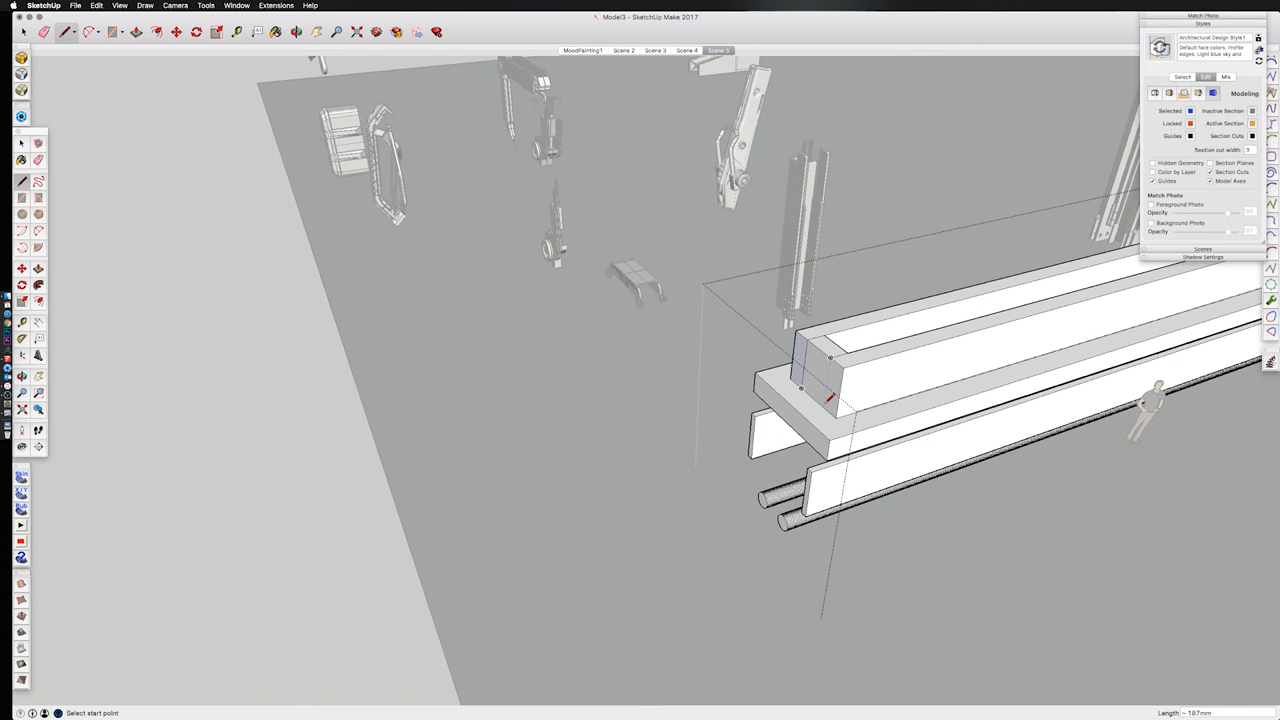 SketchUp File Edit View Draw Camera Tools Window Extensions Help
Model3 - SketchUp Make 2017
MoodPainting1 Scene 2 Scene 3 Scene 4 Scene 5
Match Photo
Styles
Architectural Design Style1
Default face colors. Profile
edges. Light blue sky and
Select Edit Mix
Modeling
Selected Inactive Section
Locked Active Section
Guides Section Cuts
Section cut width 3
Hidden Geometry Section Planes
Color by Layer Section Cuts
Guides Model Axes
Match Photo
Foreground Photo
Opacity
Background Photo
Opacity
Scenes
Shadow Settings
Skin
X/Y
Bub
Select start point
Length ~ 187mm